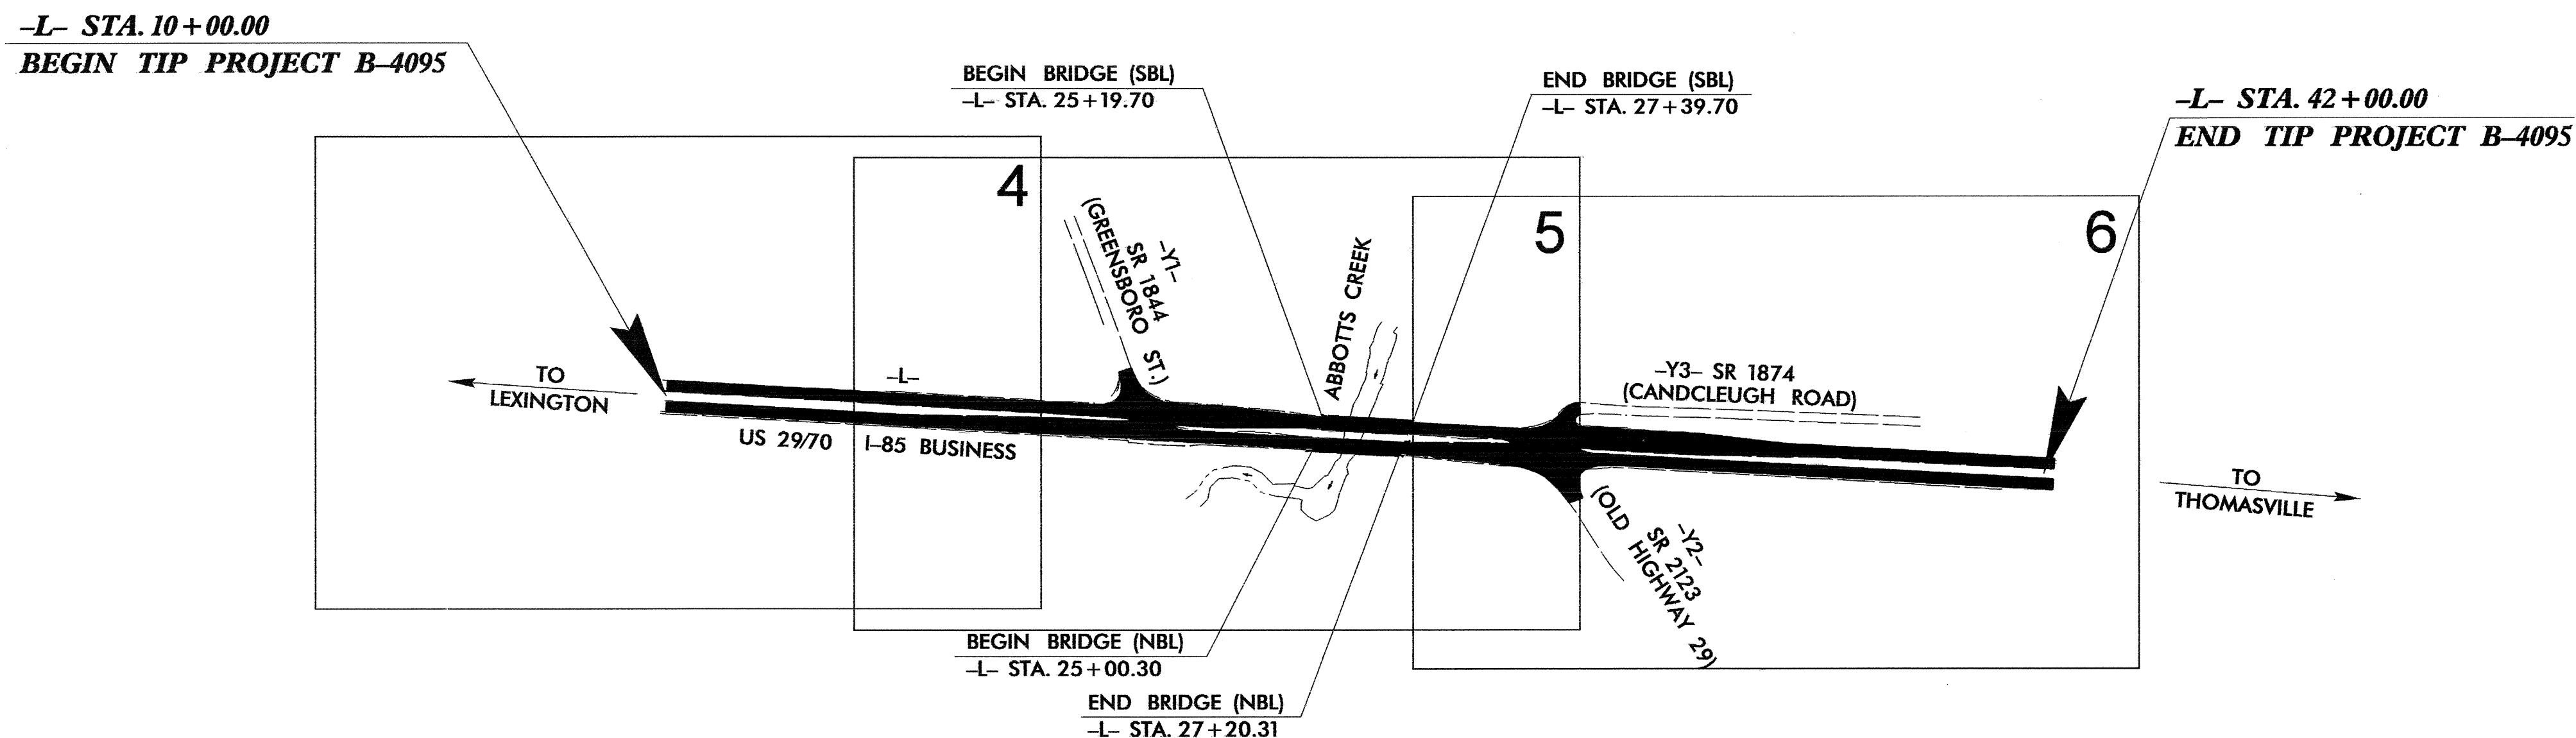 –L– STA. 10+00.00
BEGIN TIP PROJECT B–4095
BEGIN BRIDGE (SBL)
–L– STA. 25+19.70
END BRIDGE (SBL)
–L– STA. 27+39.70
–L– STA. 42+00.00
END TIP PROJECT B–4095
4
5
6
–Y1–
SR 1844
(GREENSBORO ST.)
ABBOTTS CREEK
TO
LEXINGTON
–L–
US 29/70
I–85 BUSINESS
–Y3– SR 1874
(CANDCLEUGH ROAD)
TO
THOMASVILLE
–Y2–
SR 2123
(OLD HIGHWAY 29)
BEGIN BRIDGE (NBL)
–L– STA. 25+00.30
END BRIDGE (NBL)
–L– STA. 27+20.31